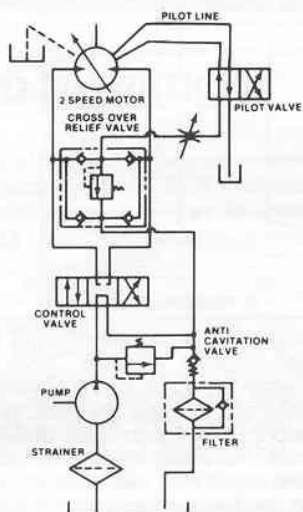 PILOT LINE
2 SPEED MOTOR
PILOT VALVE
CROSS OVER
RELIEF VALVE
CONTROL
VALVE
ANTI
CAVITATION
VALVE
PUMP
FILTER
STRAINER